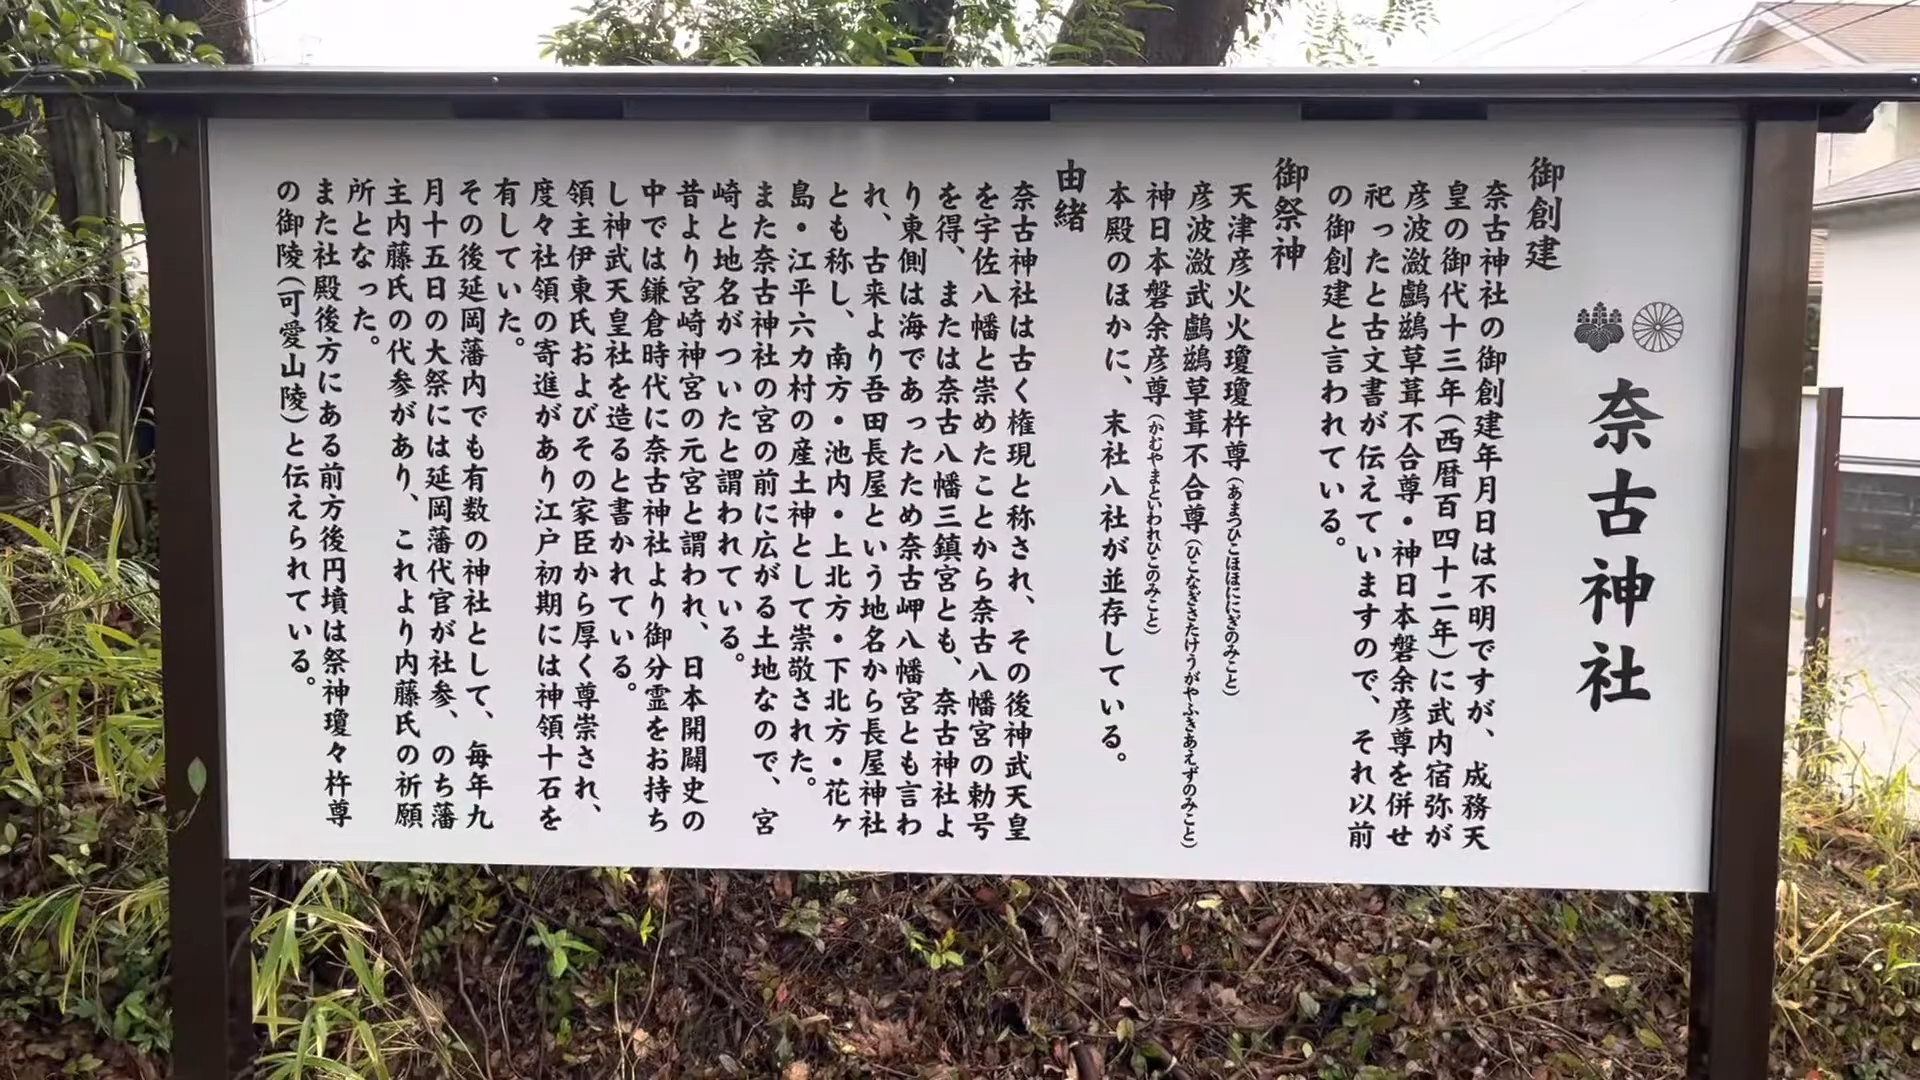 奈古神社
御創建
奈古神社の御創建年月日は不明ですが、成務天
皇の御代十三年(西暦百四十二年)に武内宿弥が
彦波瀲鸕鷀草葺不合尊・神日本磐余彦尊を併せ
祀ったと古文書が伝えていますので、それ以前
の御創建と言われている。
御祭神
天津彦火火瓊瓊杵尊(あまつひこほほににぎのみこと)
彦波瀲武鸕鷀草葺不合尊(ひこなぎさたけうがやふきあえずのみこと)
神日本磐余彦尊(かむやまといわれひこのみこと)
本殿のほかに、末社八社が並存している。
由緒
奈古神社は古く権現と称され、その後神武天皇
を宇佐八幡と崇めたことから奈古八幡宮の勅号
を得、または奈古八幡三鎮宮とも、奈古神社よ
り東側は海であったため奈古岬八幡宮とも言わ
れ、古来より吾田長屋という地名から長屋神社
とも称し、南方・池内・上北方・下北方・花ヶ
島・江平六カ村の産土神として崇敬された。
また奈古神社の宮の前に広がる土地なので、宮
崎と地名がついたと謂われている。
昔より宮崎神宮の元宮と謂われ、日本開闢史の
中では鎌倉時代に奈古神社より御分霊をお持ち
し神武天皇社を造ると書かれている。
領主伊東氏およびその家臣から厚く尊崇され、
度々社領の寄進があり江戸初期には神領十石を
有していた。
その後延岡藩内でも有数の神社として、毎年九
月十五日の大祭には延岡藩代官が社参、のち藩
主内藤氏の代参があり、これより内藤氏の祈願
所となった。
また社殿後方にある前方後円墳は祭神瓊々杵尊
の御陵(可愛山陵)と伝えられている。